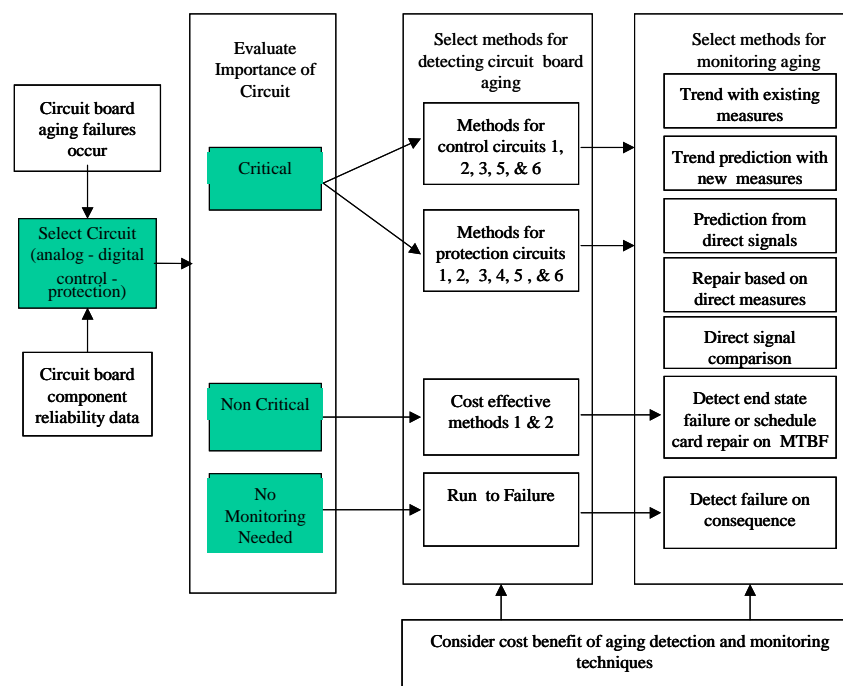 Circuit board
aging failures
occur
Select Circuit
(analog - digital
control -
protection)
Circuit board
component
reliability data
Evaluate
Importance of
Circuit
Critical
Non Critical
No
Monitoring
Needed
Select methods for
detecting circuit board
aging
Methods for
control circuits 1,
2, 3, 5, & 6
Methods for
protection circuits
1, 2, 3, 4, 5 , & 6
Cost effective
methods 1 & 2
Run to Failure
Select methods for
monitoring aging
Trend with existing
measures
Trend prediction with
new measures
Prediction from
direct signals
Repair based on
direct measures
Direct signal
comparison
Detect end state
failure or schedule
card repair on MTBF
Detect failure on
consequence
Consider cost benefit of aging detection and monitoring
techniques